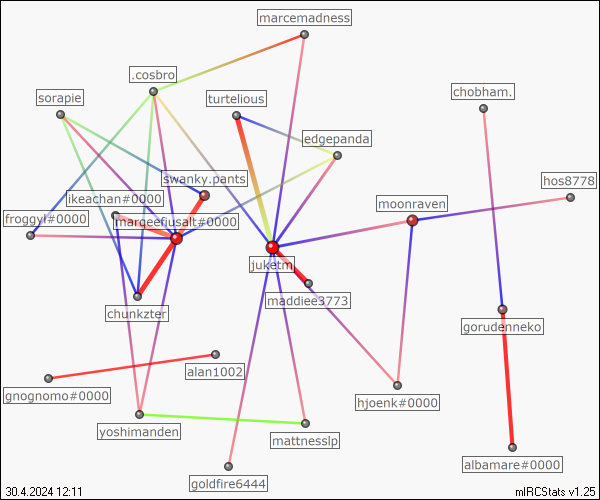 marcemadness
.cosbro
sorapie
turtelious
chobham.
edgepanda
swanky.pants
hos8778
ikeachan#0000
moonraven
froggyl#0000
marqeefjusalt#0000
juketm
maddiee3773
chunkzter
gorudenneko
alan1002
gnognomo#0000
hjoenk#0000
yoshimanden
mattnesslp
albamare#0000
goldfire6444
30.4.2024 12:11
mIRCStats v1.25